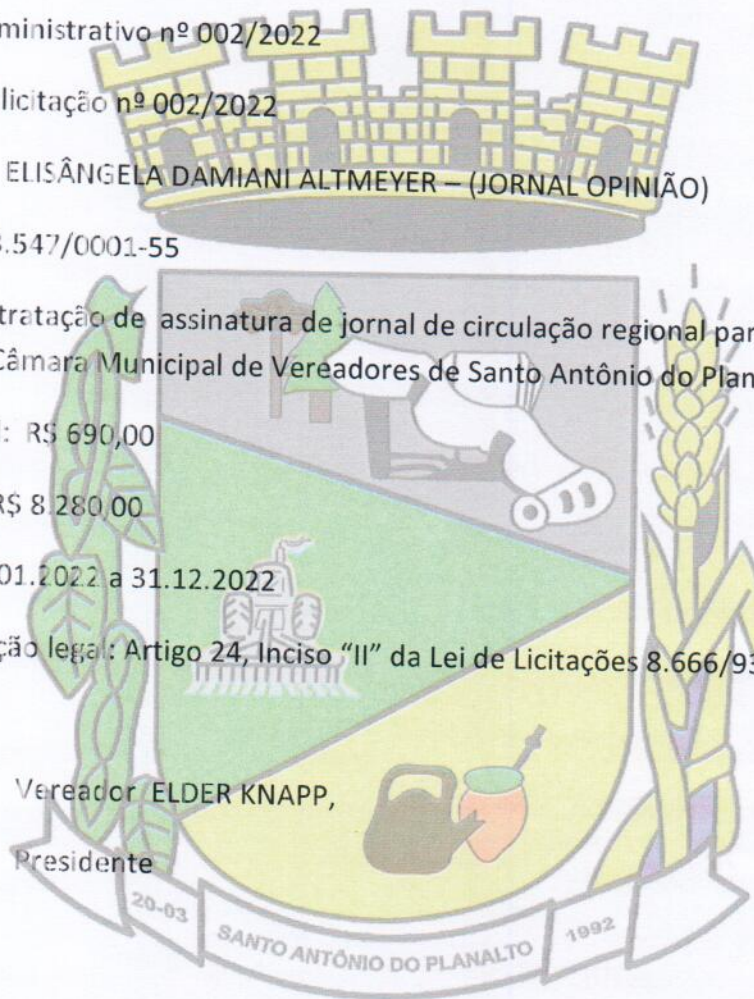 ministrativo nº 002/2022
licitação nº 002/2022
ELISÂNGELA DAMIANI ALTMEYER – (JORNAL OPINIÃO)
.547/0001-55
tratação de assinatura de jornal de circulação regional par
Câmara Municipal de Vereadores de Santo Antônio do Plan
: R$ 690,00
R$ 8.280,00
01.2022 a 31.12.2022
ção legal: Artigo 24, Inciso “II” da Lei de Licitações 8.666/93
Vereador ELDER KNAPP,
Presidente
20-03
SANTO ANTÔNIO DO PLANALTO
1992